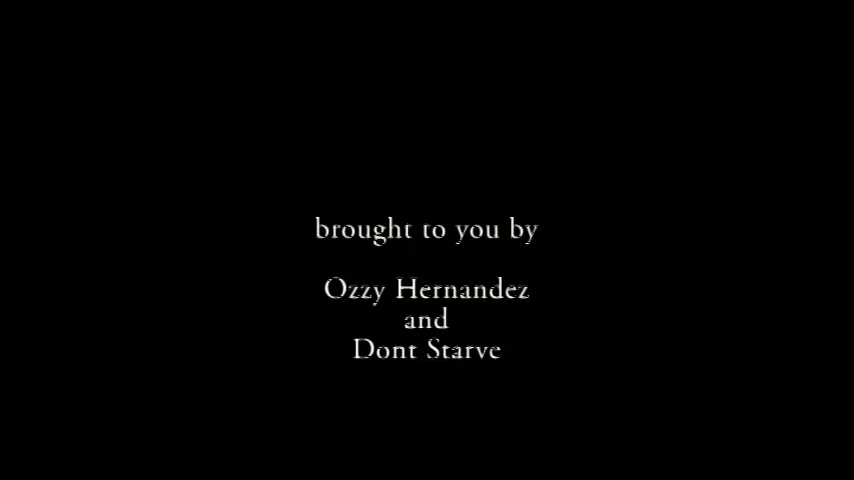 brought to you by
Ozzy Hernandez
and
Dont Starve